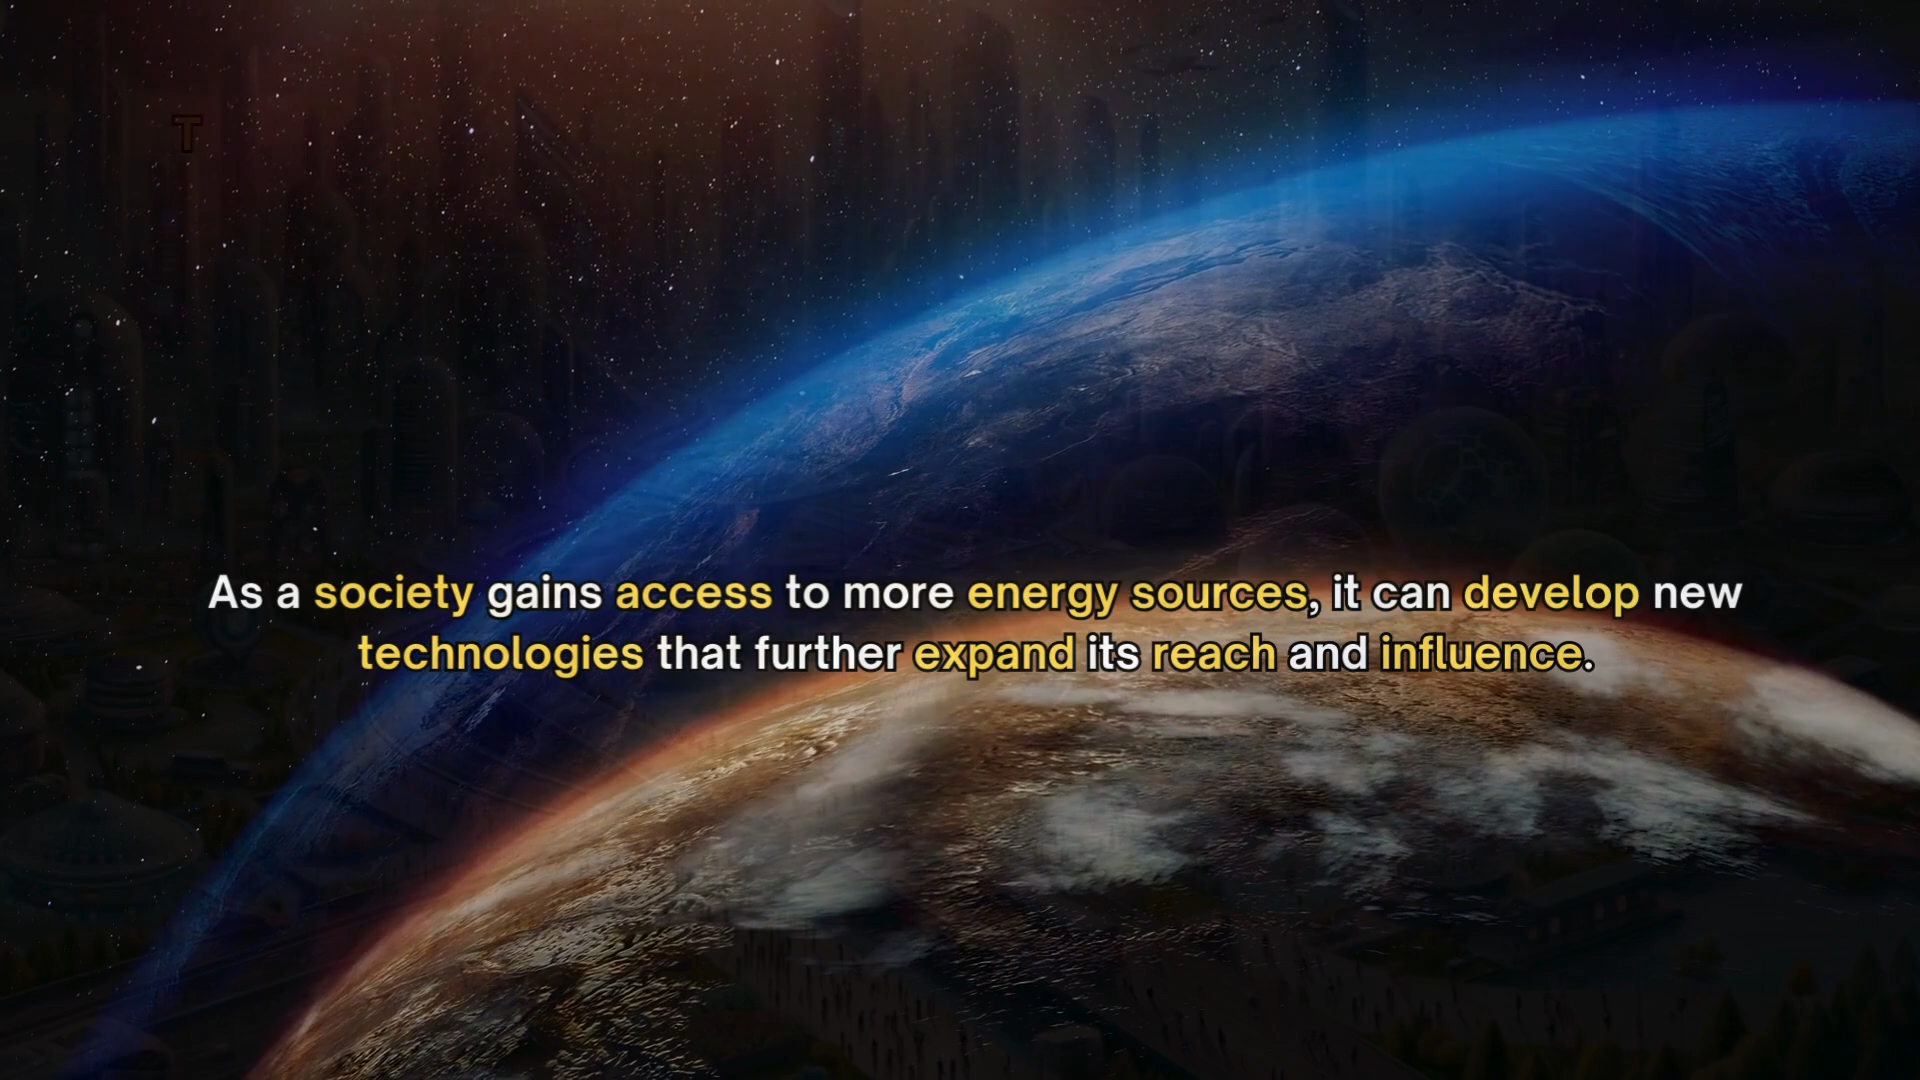 T
As a society gains access to more energy sources, it can develop new
technologies that further expand its reach and influence.